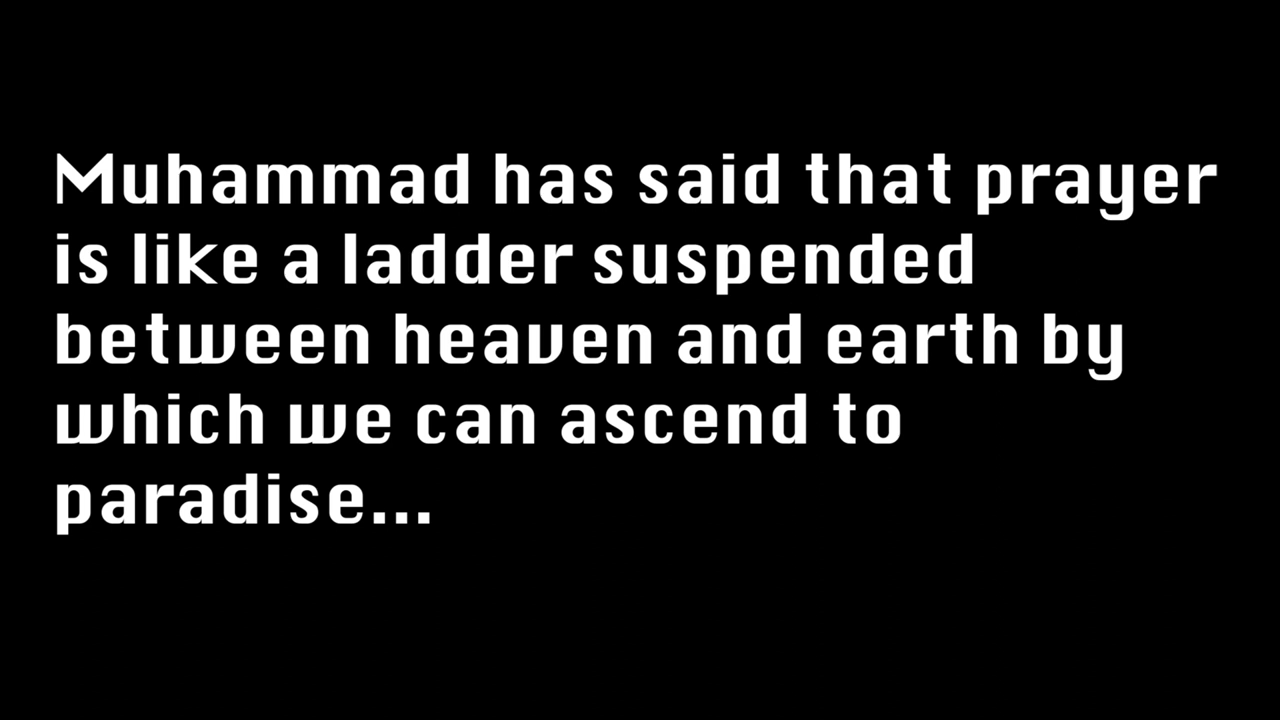 Muhammad has said that prayer
is like a ladder suspended
between heaven and earth by
which we can ascend to
paradise...